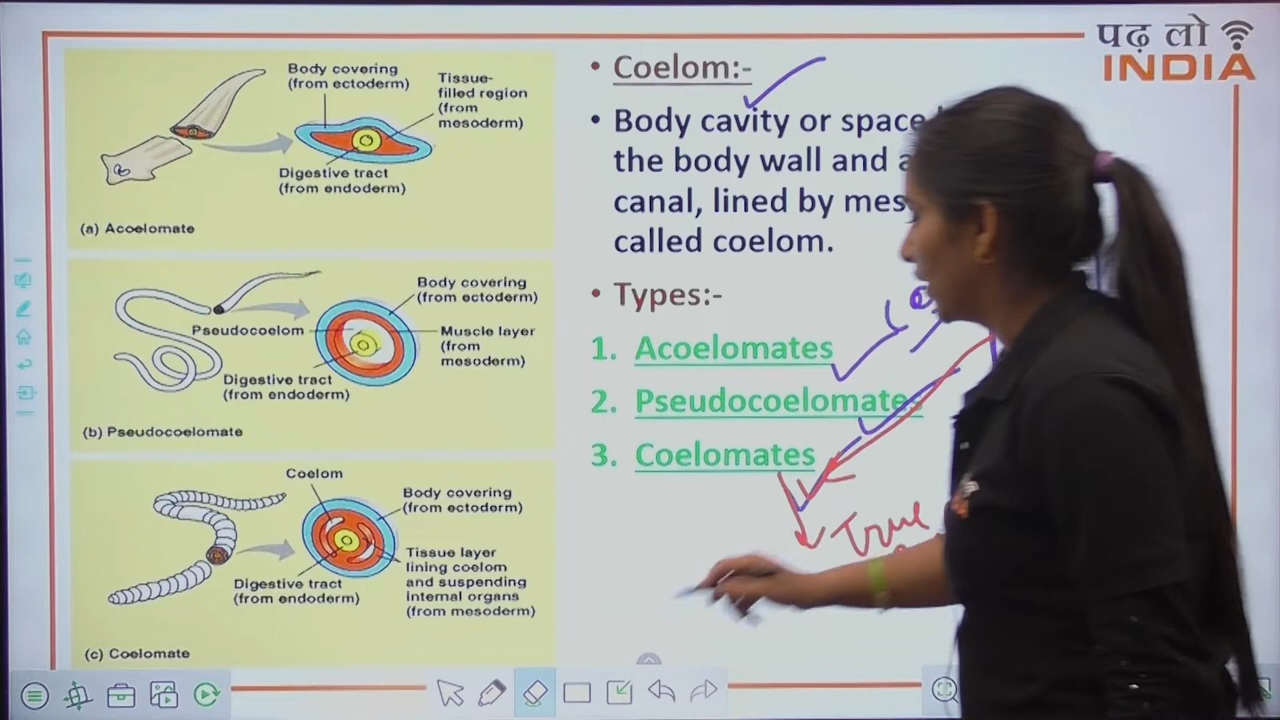 पढ़ लो
INDIA
• Coelom:-
• Body cavity or space
the body wall and
canal, lined by mes
called coelom.
• Types:-
1. Acoelomates
2. Pseudocoelomates
3. Coelomates
True
Body covering
(from ectoderm)
Tissue-
filled region
(from
mesoderm)
Digestive tract
(from endoderm)
(a) Acoelomate
Body covering
(from ectoderm)
Pseudocoelom
Muscle layer
(from
mesoderm)
Digestive tract
(from endoderm)
(b) Pseudocoelomate
Coelom
Body covering
(from ectoderm)
Tissue layer
lining coelom
and suspending
internal organs
(from mesoderm)
Digestive tract
(from endoderm)
(c) Coelomate